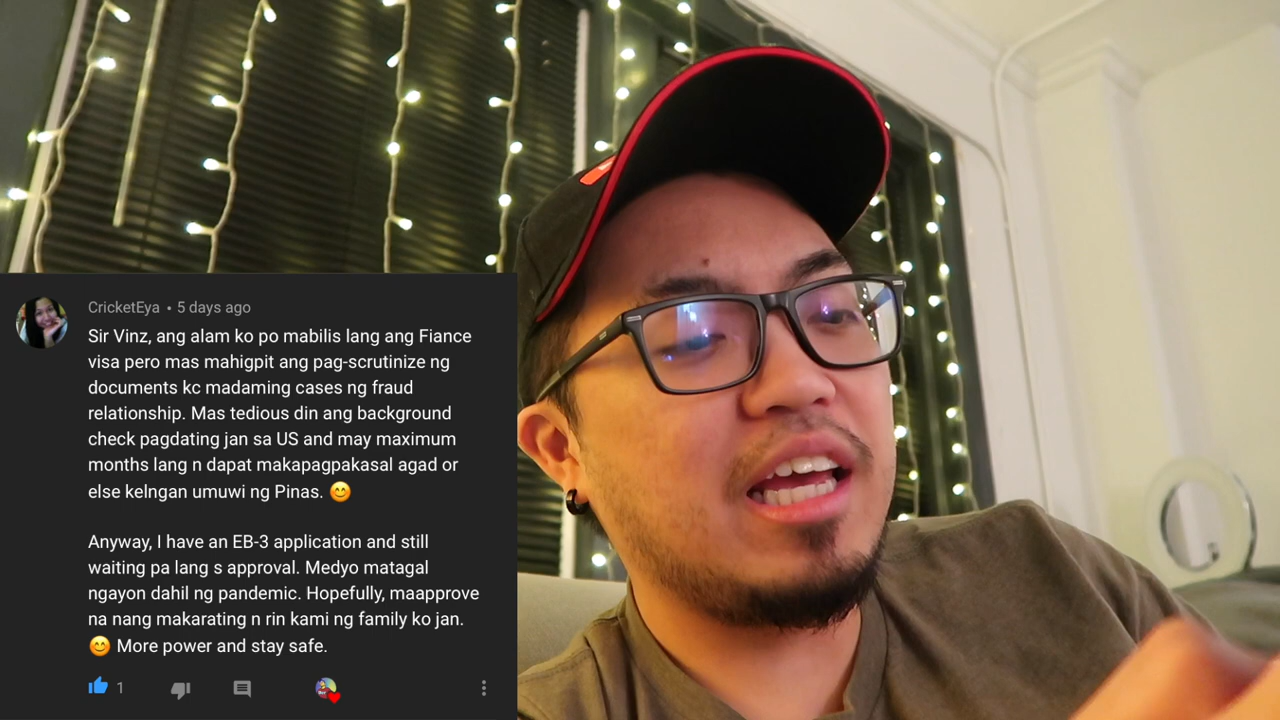 CricketEya • 5 days ago
Sir Vinz, ang alam ko po mabilis lang ang Fiance
visa pero mas mahigpit ang pag-scrutinize ng
documents kc madaming cases ng fraud
relationship. Mas tedious din ang background
check pagdating jan sa US and may maximum
months lang n dapat makapagpakasal agad or
else kelngan umuwi ng Pinas. 😊
Anyway, I have an EB-3 application and still
waiting pa lang s approval. Medyo matagal
ngayon dahil ng pandemic. Hopefully, maapprove
na nang makarating n rin kami ng family ko jan.
😊 More power and stay safe.
1